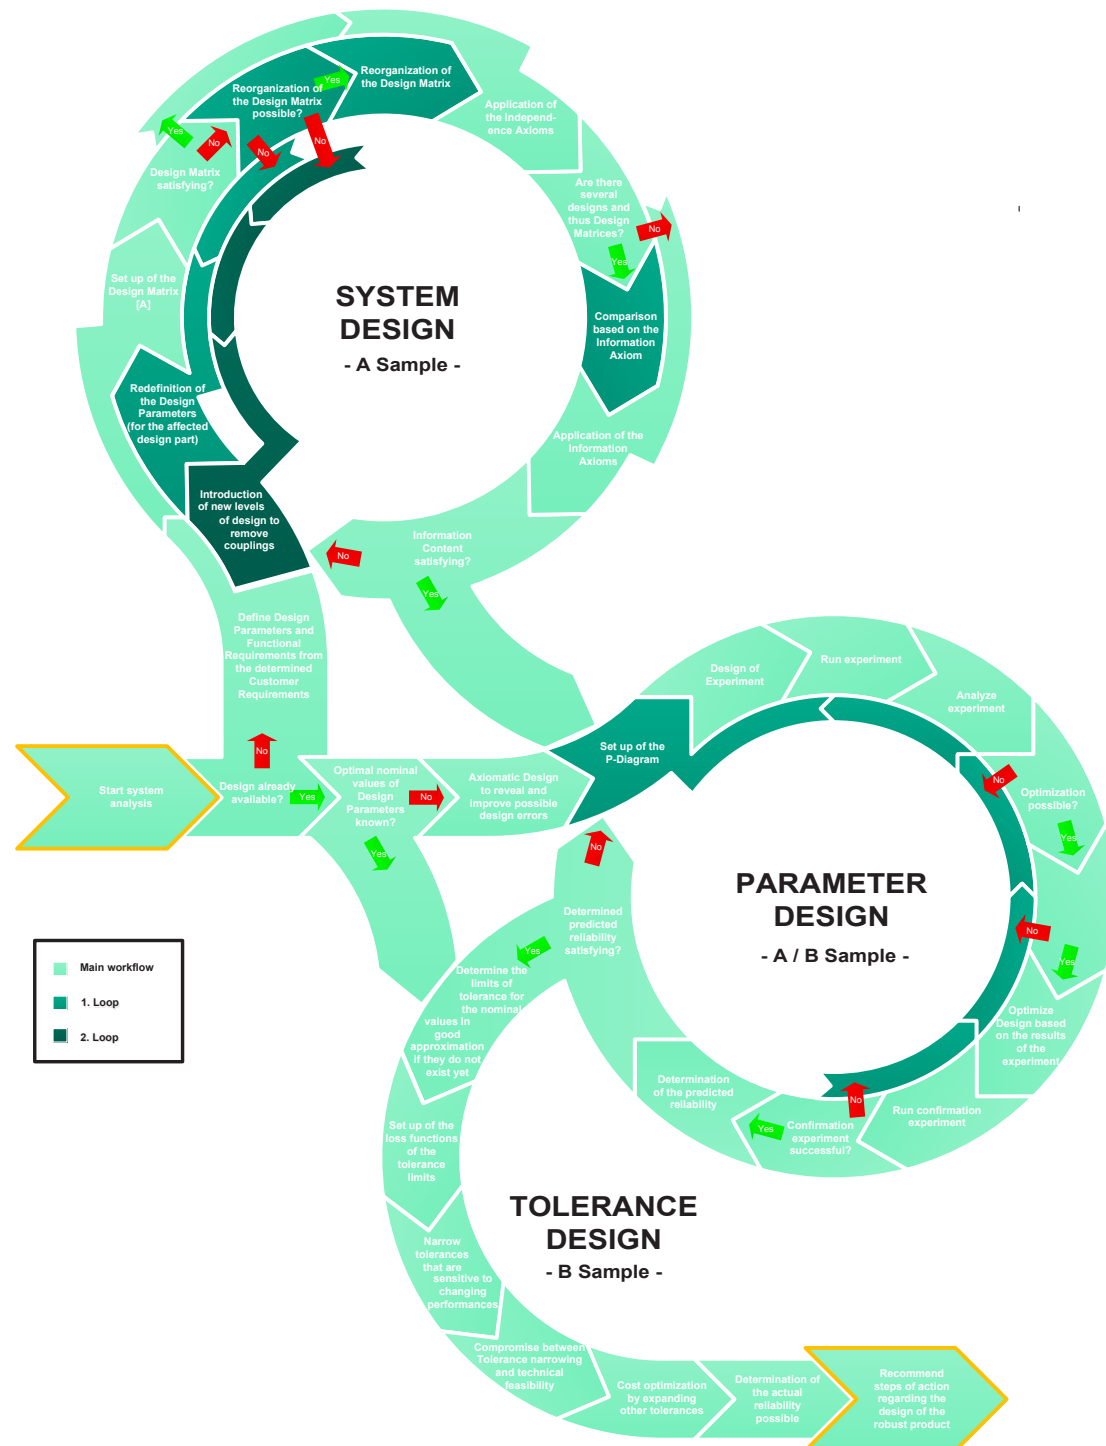 Reorganization of
the Design Matrix
possible?
Yes
Reorganization of
the Design Matrix
Application of
the Independ-
ence Axioms
Yes
No
No
No
Design Matrix
satisfying?
Are there
several
designs and
thus Design
Matrices?
No
Yes
Set up of the
Design Matrix
[A]
SYSTEM
DESIGN
- A Sample -
Comparison
based on the
Information
Axiom
Redefinition of
the Design
Parameters
(for the affected
design part)
Application of the
Information
Axioms
Introduction
of new levels
of design to
remove
couplings
Information
Content
satisfying?
No
Yes
Define Design
Parameters and
Functional
Requirements from
the determined
Customer
Requirements
Design of
Experiment
Run experiment
Analyze
experiment
No
Set up of the
P-Diagram
Start system
analysis
Design already
available?
Yes
Optimal nominal
values of
Design
Parameters
known?
No
Axiomatic Design
to reveal and
improve possible
design errors
No
Optimization
possible?
Yes
Yes
No
PARAMETER
DESIGN
- A / B Sample -
Determined
predicted
reliability
satisfying?
Yes
No
Yes
Main workflow
1. Loop
2. Loop
Determine the
limits of
tolerance for
the nominal
values in
good
approximation
if they do not
exist yet
Optimize
Design based
on the results
of the
experiment
Determination
of the predicted
reliability
No
Run confirmation
experiment
Yes
Confirmation
experiment
successful?
Set up of the
loss functions
of the
tolerance
limits
TOLERANCE
DESIGN
- B Sample -
Narrow
tolerances
that are
sensitive to
changing
performances
Compromise between
Tolerance narrowing
and technical
feasibility
Cost optimization
by expanding
other tolerances
Determination of
the actual
reliability
possible
Recommend
steps of action
regarding the
design of the
robust product